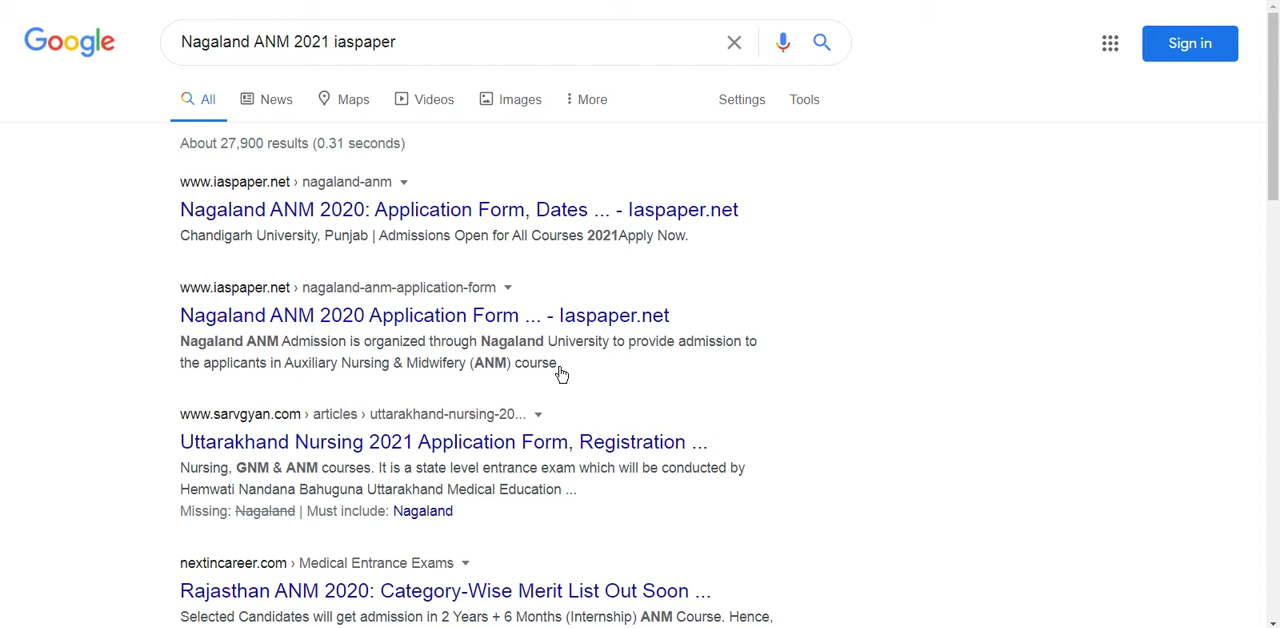 Google
Nagaland ANM 2021 iaspaper
Sign in
All
News
Maps
Videos
Images
More
Settings
Tools
About 27,900 results (0.31 seconds)
www.iaspaper.net › nagaland-anm
Nagaland ANM 2020: Application Form, Dates ... - Iaspaper.net
Chandigarh University, Punjab | Admissions Open for All Courses 2021Apply Now.
www.iaspaper.net › nagaland-anm-application-form
Nagaland ANM 2020 Application Form ... - Iaspaper.net
Nagaland ANM Admission is organized through Nagaland University to provide admission to
the applicants in Auxiliary Nursing & Midwifery (ANM) course.
www.sarvgyan.com › articles › uttarakhand-nursing-20...
Uttarakhand Nursing 2021 Application Form, Registration ...
Nursing, GNM & ANM courses. It is a state level entrance exam which will be conducted by
Hemwati Nandana Bahuguna Uttarakhand Medical Education ...
Missing: Nagaland | Must include: Nagaland
nextincareer.com › Medical Entrance Exams
Rajasthan ANM 2020: Category-Wise Merit List Out Soon ...
Selected Candidates will get admission in 2 Years + 6 Months (Internship) ANM Course. Hence,